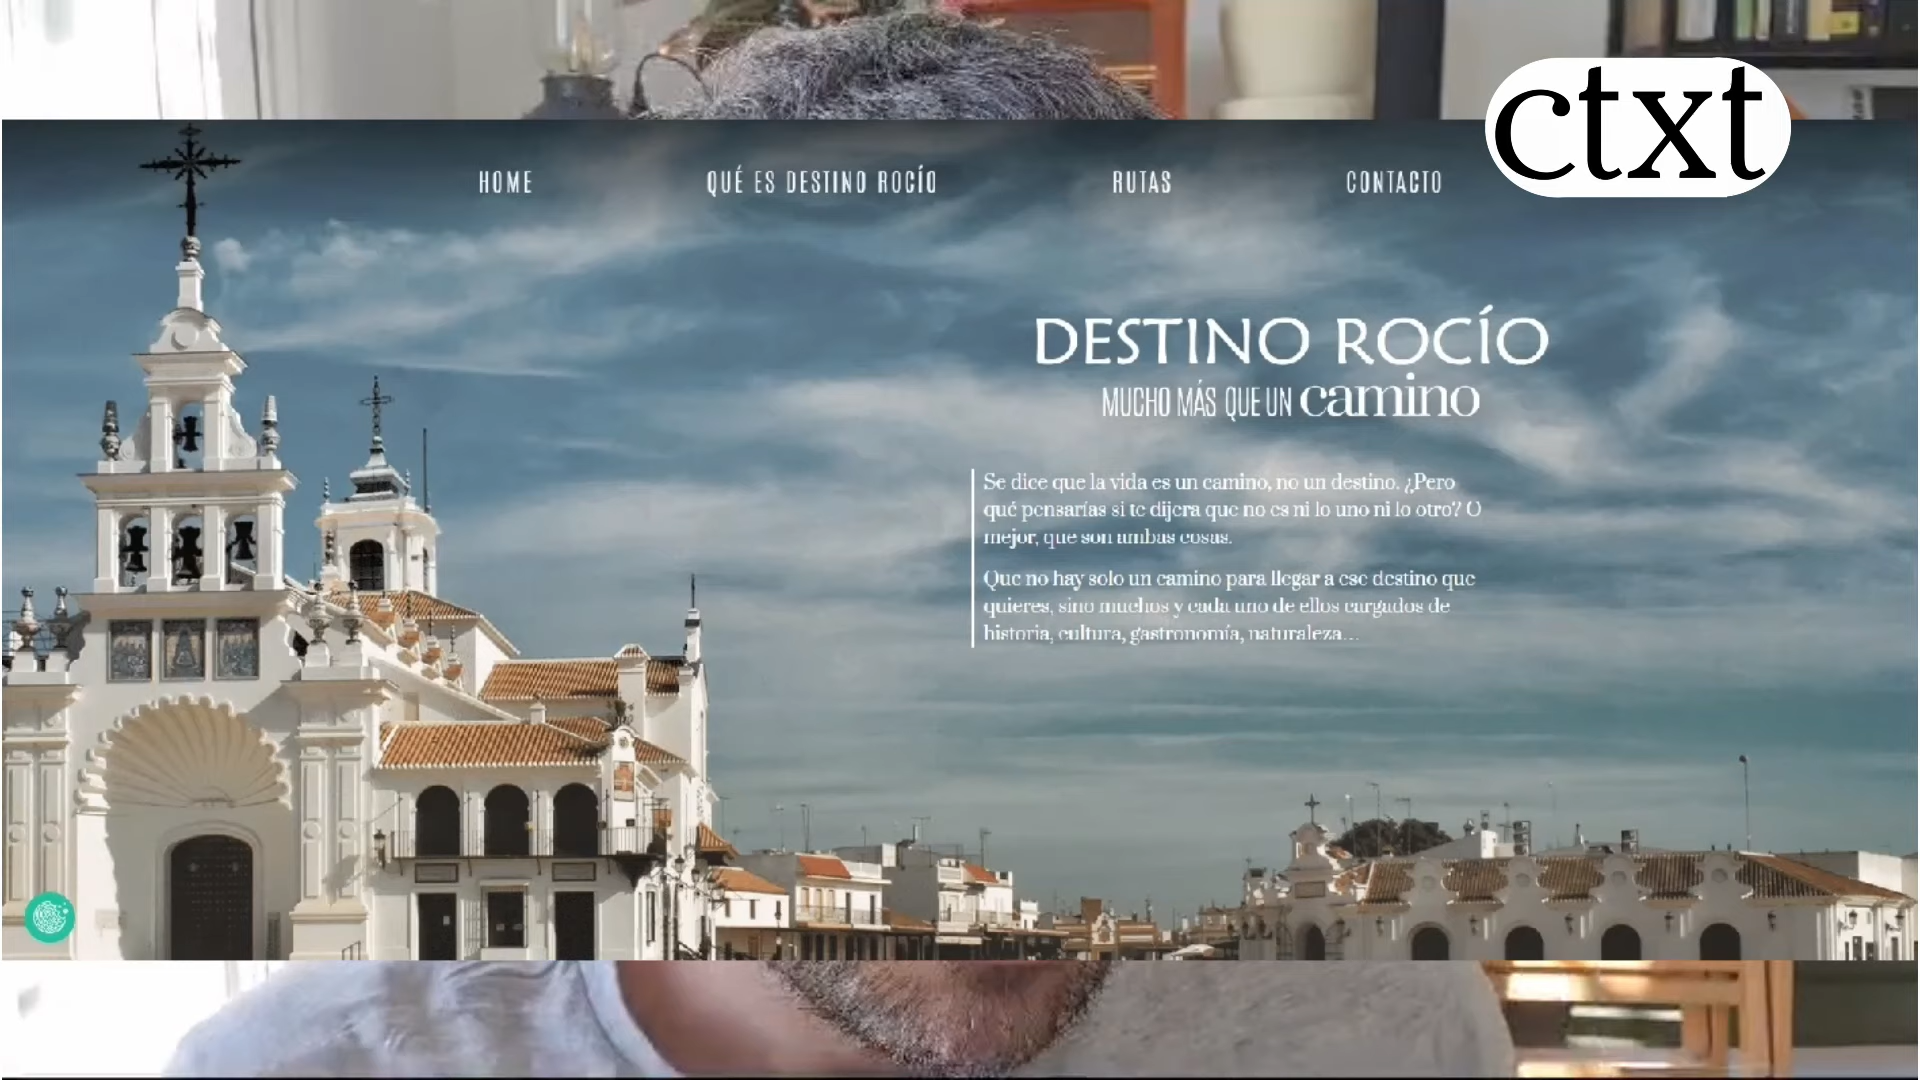 ctxt
HOME QUÉ ES DESTINO ROCÍO RUTAS CONTACTO
DESTINO ROCÍO
MUCHO MÁS QUE UN camino
Se dice que la vida es un camino, no un destino. ¿Pero
qué pensarías si te dijera que no es ni lo uno ni lo otro? O
mejor, que son ambas cosas.
Que no hay solo un camino para llegar a ese destino que
quieres, sino muchos y cada uno de ellos cargados de
historia, cultura, gastronomía, naturaleza...